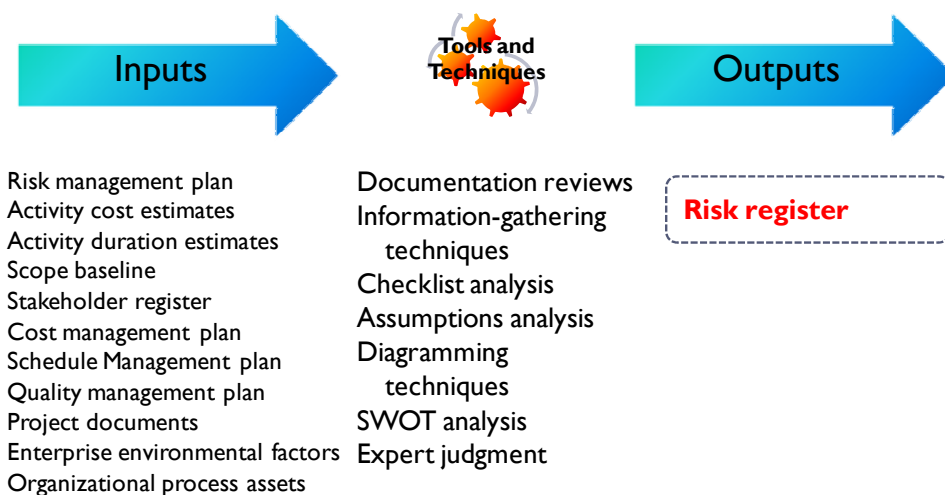 Inputs
Tools and
Techniques
Outputs
Risk management plan
Activity cost estimates
Activity duration estimates
Scope baseline
Stakeholder register
Cost management plan
Schedule Management plan
Quality management plan
Project documents
Enterprise environmental factors
Organizational process assets
Documentation reviews
Information-gathering
techniques
Checklist analysis
Assumptions analysis
Diagramming
techniques
SWOT analysis
Expert judgment
Risk register